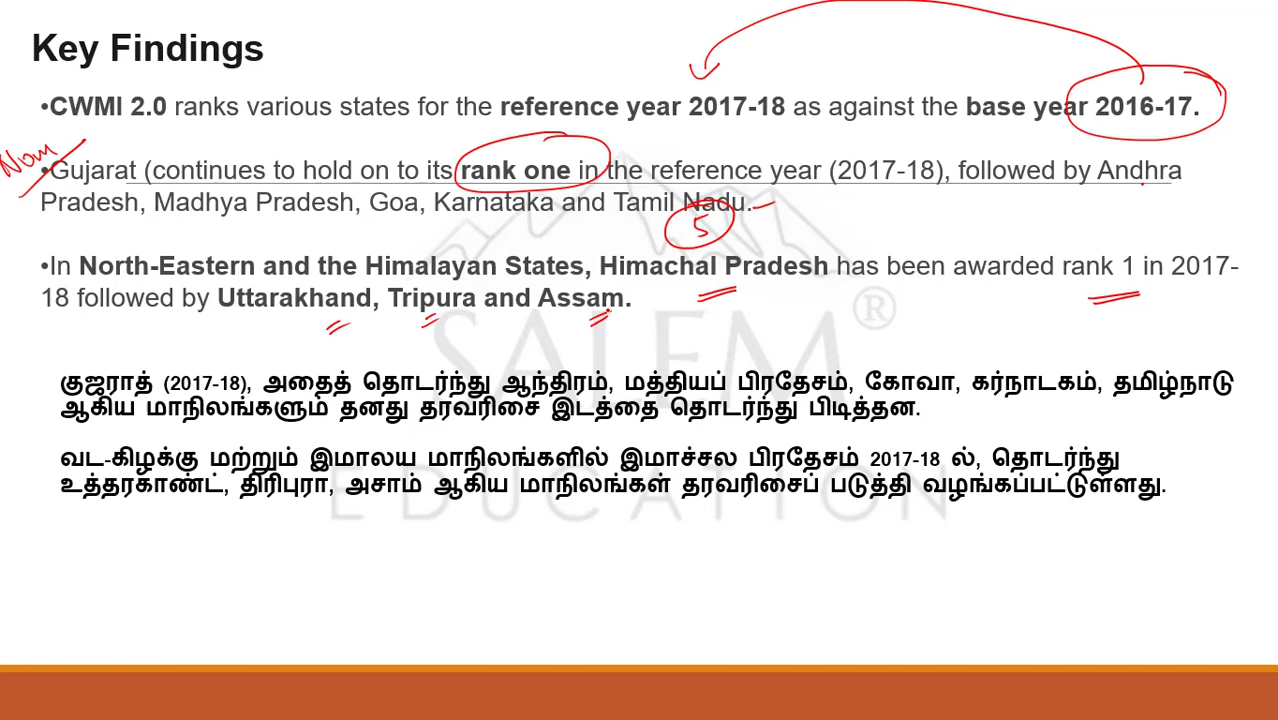 Key Findings
•CWMI 2.0 ranks various states for the reference year 2017-18 as against the base year 2016-17.
Nom
•Gujarat (continues to hold on to its rank one in the reference year (2017-18), followed by Andhra
Pradesh, Madhya Pradesh, Goa, Karnataka and Tamil Nadu.
5
•In North-Eastern and the Himalayan States, Himachal Pradesh has been awarded rank 1 in 2017-
18 followed by Uttarakhand, Tripura and Assam.
குஜராத் (2017-18), அதைத் தொடர்ந்து ஆந்திரம், மத்தியப் பிரதேசம், கோவா, கர்நாடகம், தமிழ்நாடு
ஆகிய மாநிலங்களும் தனது தரவரிசை இடத்தை தொடர்ந்து பிடித்தன.
வட-கிழக்கு மற்றும் இமாலய மாநிலங்களில் இமாச்சல பிரதேசம் 2017-18 ல், தொடர்ந்து
உத்தரகாண்ட், திரிபுரா, அசாம் ஆகிய மாநிலங்கள் தரவரிசைப் படுத்தி வழங்கப்பட்டுள்ளது.
SALEM ®
EDUCATION